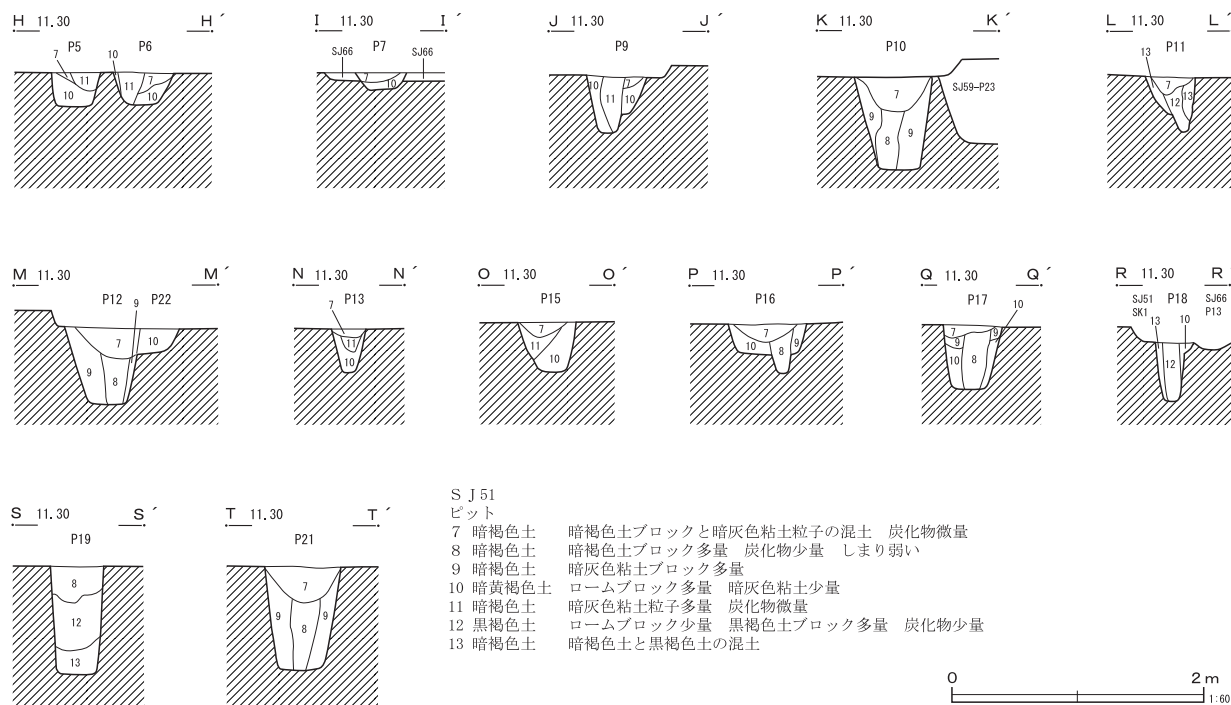 H 11.30 H´
P5 P6
7 11 10 10 11 7 10
I 11.30 I´
SJ66 P7 SJ66
7 10
J 11.30 J´
P9
10 11 7 10
K 11.30 K´
P10
7 9 8 9
SJ59-P23
L 11.30 L´
P11
13 7 12 13
M 11.30 M´
P12 9 P22
7 10 9 8
N 11.30 N´
P13
7 11 10
O 11.30 O´
P15
7 11 10
P 11.30 P´
P16
7 10 8 9
Q 11.30 Q´
P17 10
7 9 9 10 8
R 11.30 R´
SJ51 P18 SJ66
SK1 P13
13 10
12
S 11.30 S´
P19
8
12
13
T 11.30 T´
P21
7
9 8 9
SJ51
ピット
7 暗褐色土 暗褐色土ブロックと暗灰色粘土粒子の混土 炭化物微量
8 暗褐色土 暗褐色土ブロック多量 炭化物少量 しまり弱い
9 暗褐色土 暗灰色粘土ブロック多量
10 暗黄褐色土 ロームブロック多量 暗灰色粘土少量
11 暗褐色土 暗灰色粘土粒子多量 炭化物微量
12 黒褐色土 ロームブロック少量 黒褐色土ブロック多量 炭化物少量
13 暗褐色土 暗褐色土と黒褐色土の混土
0 2m
1:60